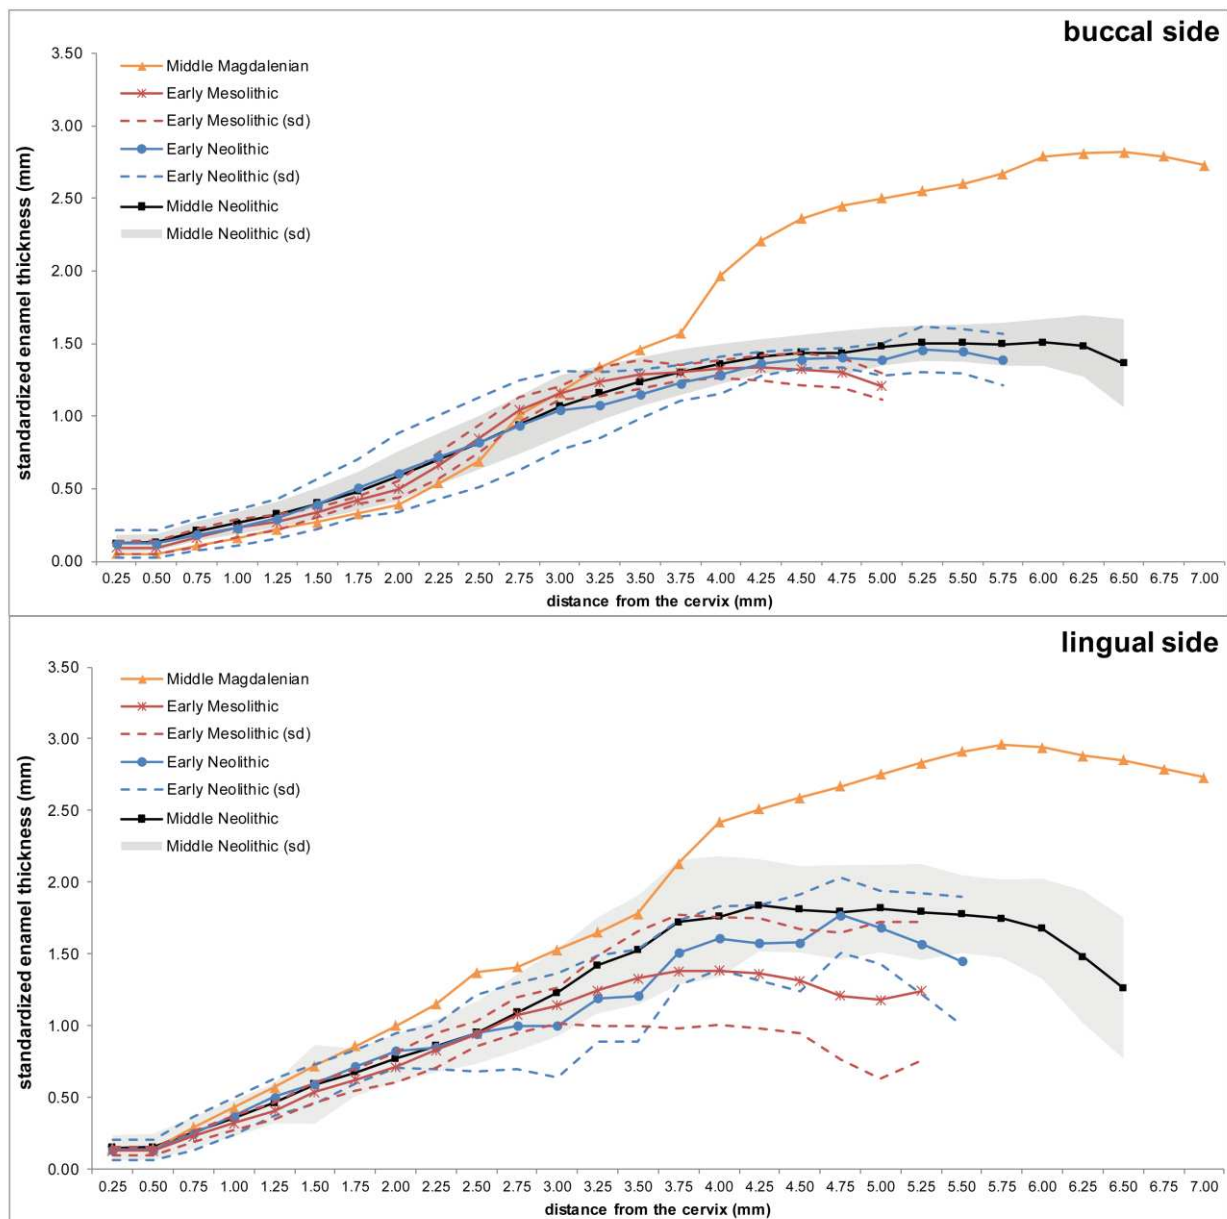 buccal side
3.50
3.00
2.50
2.00
1.50
1.00
0.50
0.00
standardized enamel thickness (mm)
Middle Magdalenian
Early Mesolithic
Early Mesolithic (sd)
Early Neolithic
Early Neolithic (sd)
Middle Neolithic
Middle Neolithic (sd)
0.25 0.50 0.75 1.00 1.25 1.50 1.75 2.00 2.25 2.50 2.75 3.00 3.25 3.50 3.75 4.00 4.25 4.50 4.75 5.00 5.25 5.50 5.75 6.00 6.25 6.50 6.75 7.00
distance from the cervix (mm)
lingual side
3.50
3.00
2.50
2.00
1.50
1.00
0.50
0.00
standardized enamel thickness (mm)
Middle Magdalenian
Early Mesolithic
Early Mesolithic (sd)
Early Neolithic
Early Neolithic (sd)
Middle Neolithic
Middle Neolithic (sd)
0.25 0.50 0.75 1.00 1.25 1.50 1.75 2.00 2.25 2.50 2.75 3.00 3.25 3.50 3.75 4.00 4.25 4.50 4.75 5.00 5.25 5.50 5.75 6.00 6.25 6.50 6.75 7.00
distance from the cervix (mm)